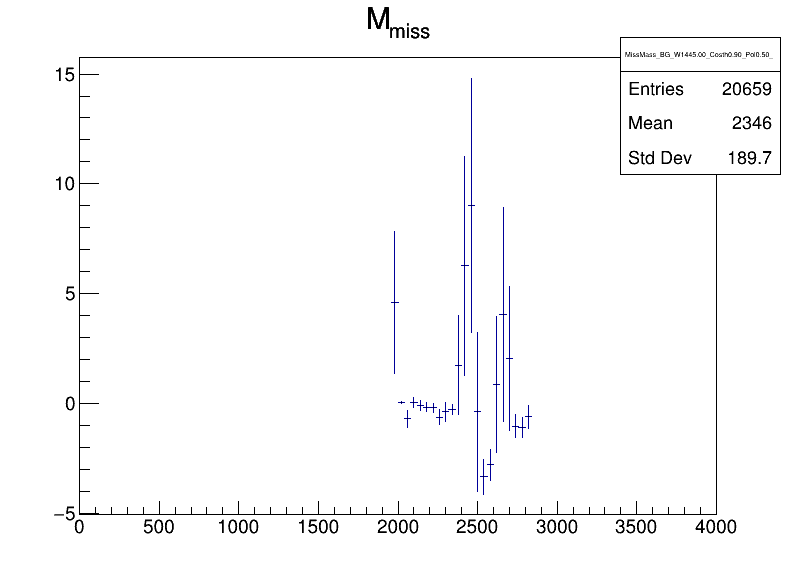 M_miss
MissMass_BG_W1445.00_Costh0.90_Pol0.50_
Entries 20659
Mean 2346
Std Dev 189.7
15
10
5
0
−5
0 500 1000 1500 2000 2500 3000 3500 4000